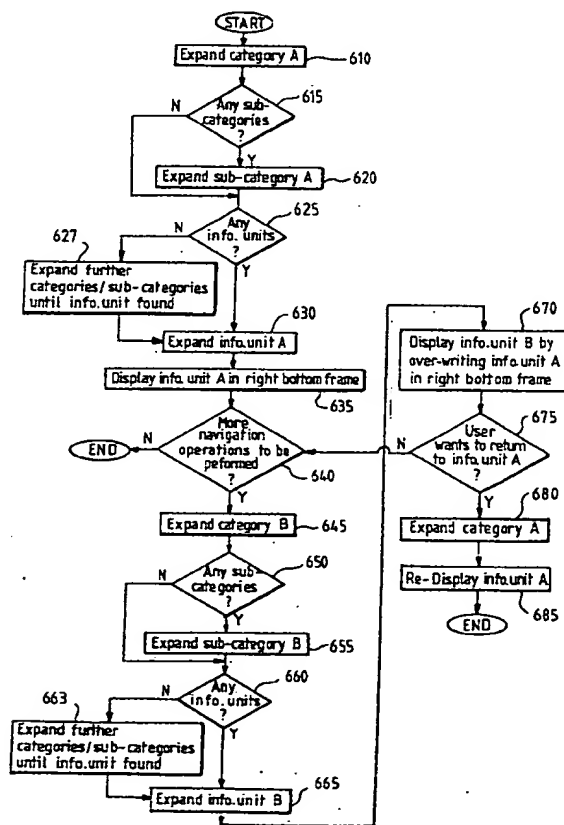 START
Expand category A
610
615
N
Any sub-
categories
?
Y
Expand sub-category A
620
625
N
Any
info. units
?
Y
627
Expand further
categories/sub-categories
until info.unit found
630
Expand info.unit A
Display info. unit A in right bottom frame
635
More
navigation
operations to be
peformed
?
N
END
640
Y
Expand category B
645
650
N
Any sub-
categories
?
Y
Expand sub-category B
655
660
N
Any
info. units
?
Y
663
Expand further
categories/sub-categories
until info.unit found
665
Expand info.unit B
670
Display info.unit B by
over-writing info.unit A
in right bottom frame
675
User
wants to return
to info.unit A
?
N
Y
680
Expand category A
Re-Display info.unit A
685
END